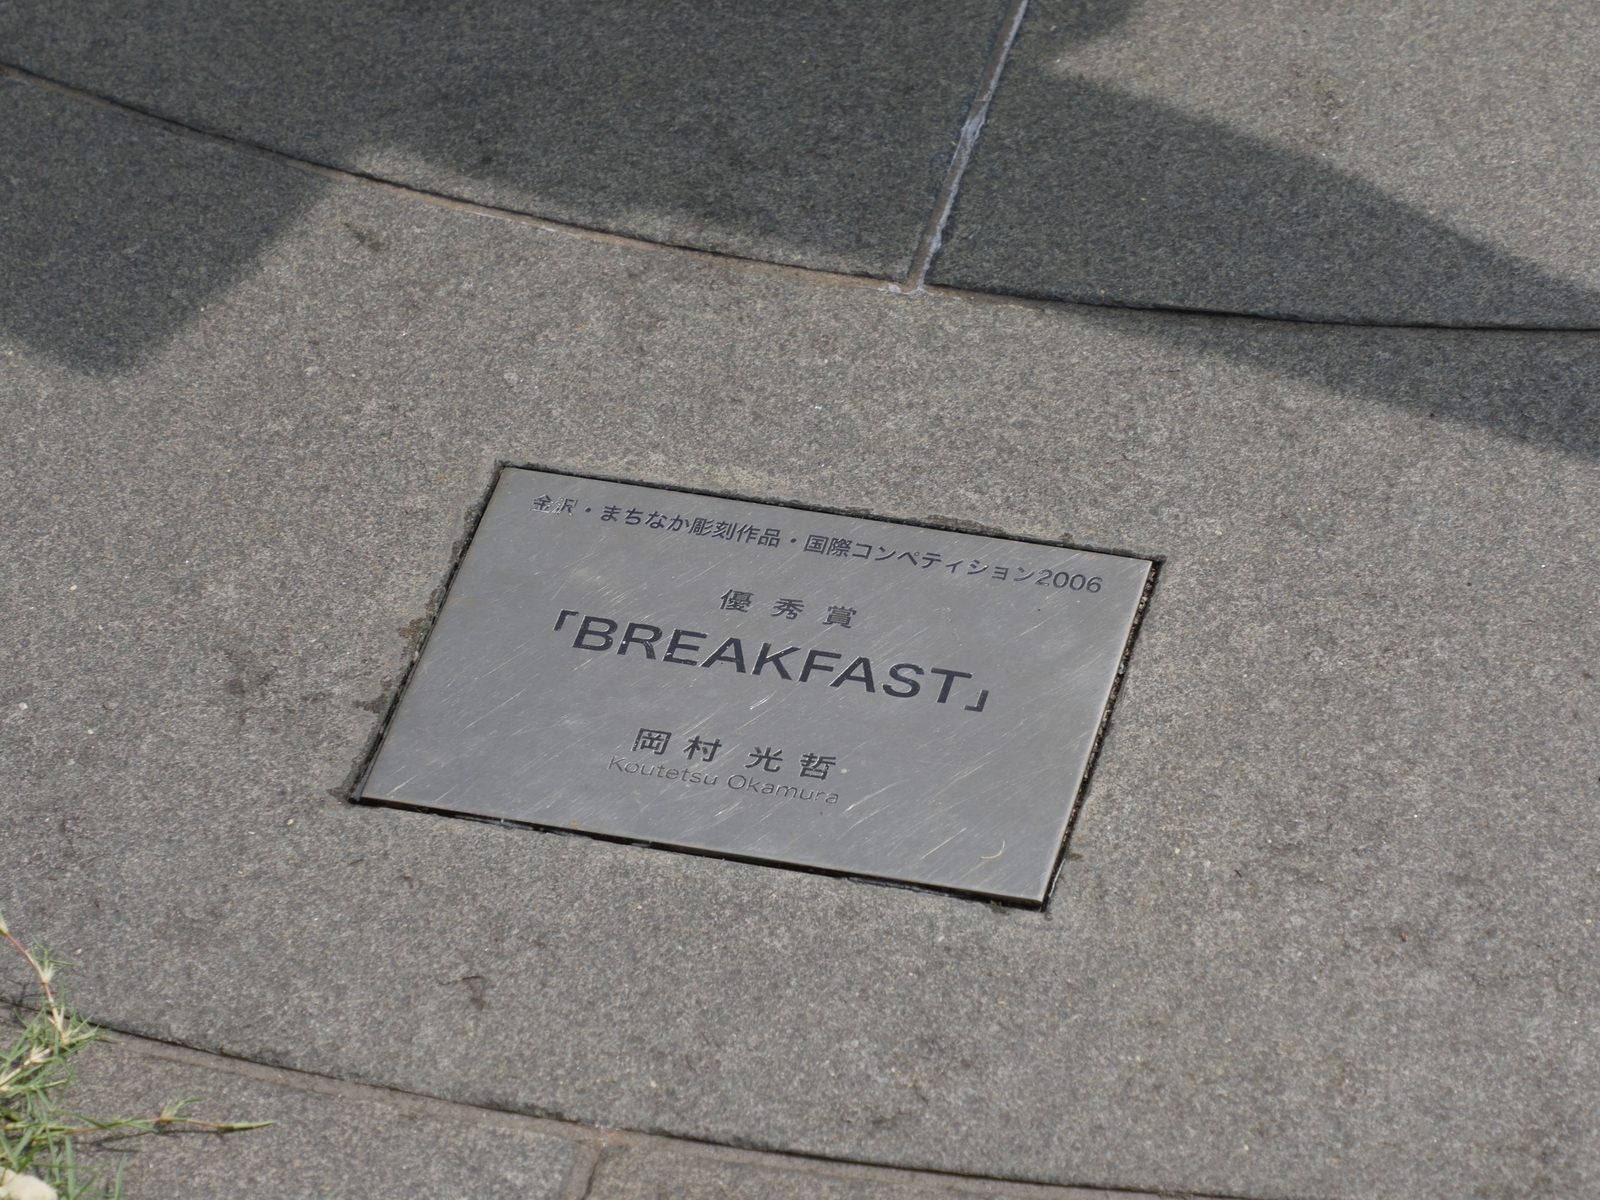 金沢・まちなか彫刻作品・国際コンペティション2006
優秀賞
「BREAKFAST」
岡村 光哲
Koutetsu Okamura